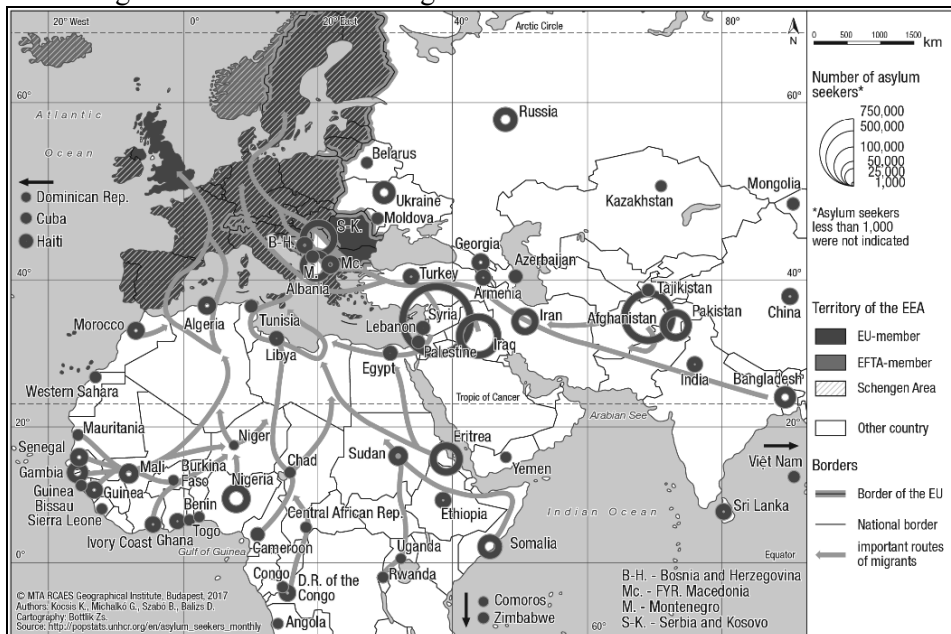 20° West
0°
20° East
Arctic Circle
40°
60°
80°
A
N
0 500 1000 1500
km
60°
60°
Atlantic
Ocean
Dominican Rep.
Cuba
Haiti
Russia
Belarus
Ukraine
Moldova
Kazakhstan
Mongolia
S-K.
B-H.
M.
Mc.
Albania
Georgia
Azerbaijan
Armenia
Turkey
Tajikistan
China
40°
40°
Morocco
Algeria
Tunisia
Libya
Lebanon
Syria
Palestine
Iraq
Iran
Afghanistan
Pakistan
Egypt
India
Bangladesh
Western Sahara
Tropic of Cancer
Arabian See
20°
20°
Mauritania
Senegal
Gambia
Guinea
Bissau
Guinea
Sierra Leone
Mali
Burkina
Faso
Niger
Nigeria
Benin
Togo
Ghana
Ivory Coast
Chad
Sudan
Eritrea
Yemen
Ethiopia
Somalia
Central African Rep.
Cameroon
Gulf of Guinea
Congo
D.R. of the
Congo
Uganda
Rwanda
Angola
Indian Ocean
Sri Lanka
Việt Nam
0°
Equator
Comoros
Zimbabwe
60°
B-H. - Bosnia and Herzegovina
Mc. - FYR. Macedonia
M. - Montenegro
S-K. - Serbia and Kosovo
© MTA RCAES Geographical Institute, Budapest, 2017
Authors: Kocsis K., Michalkó G., Szabó B., Balizs D.
Cartography: Bottlik Zs.
Source: http://popstats.unhcr.org/en/asylum_seekers_monthly
Number of asylum
seekers*
750,000
500,000
100,000
50,000
25,000
1,000
*Asylum seekers
less than 1,000
were not indicated
Territory of the EEA
EU-member
EFTA-member
Schengen Area
Other country
Borders
Border of the EU
National border
important routes
of migrants